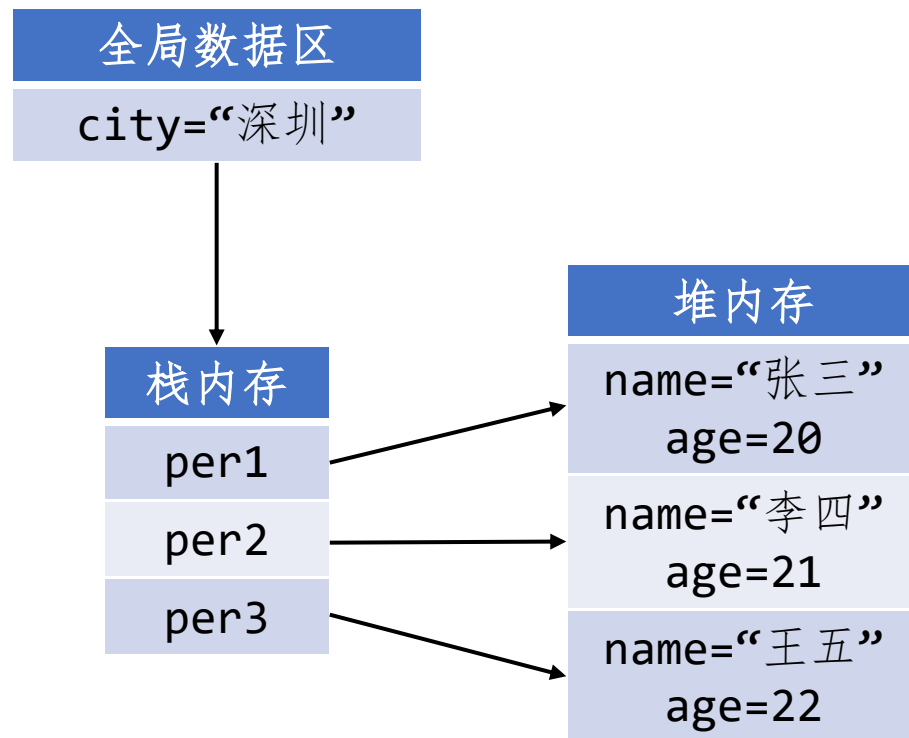 全局数据区
city=“深圳”
栈内存
per1
per2
per3
堆内存
name=“张三”
age=20
name=“李四”
age=21
name=“王五”
age=22